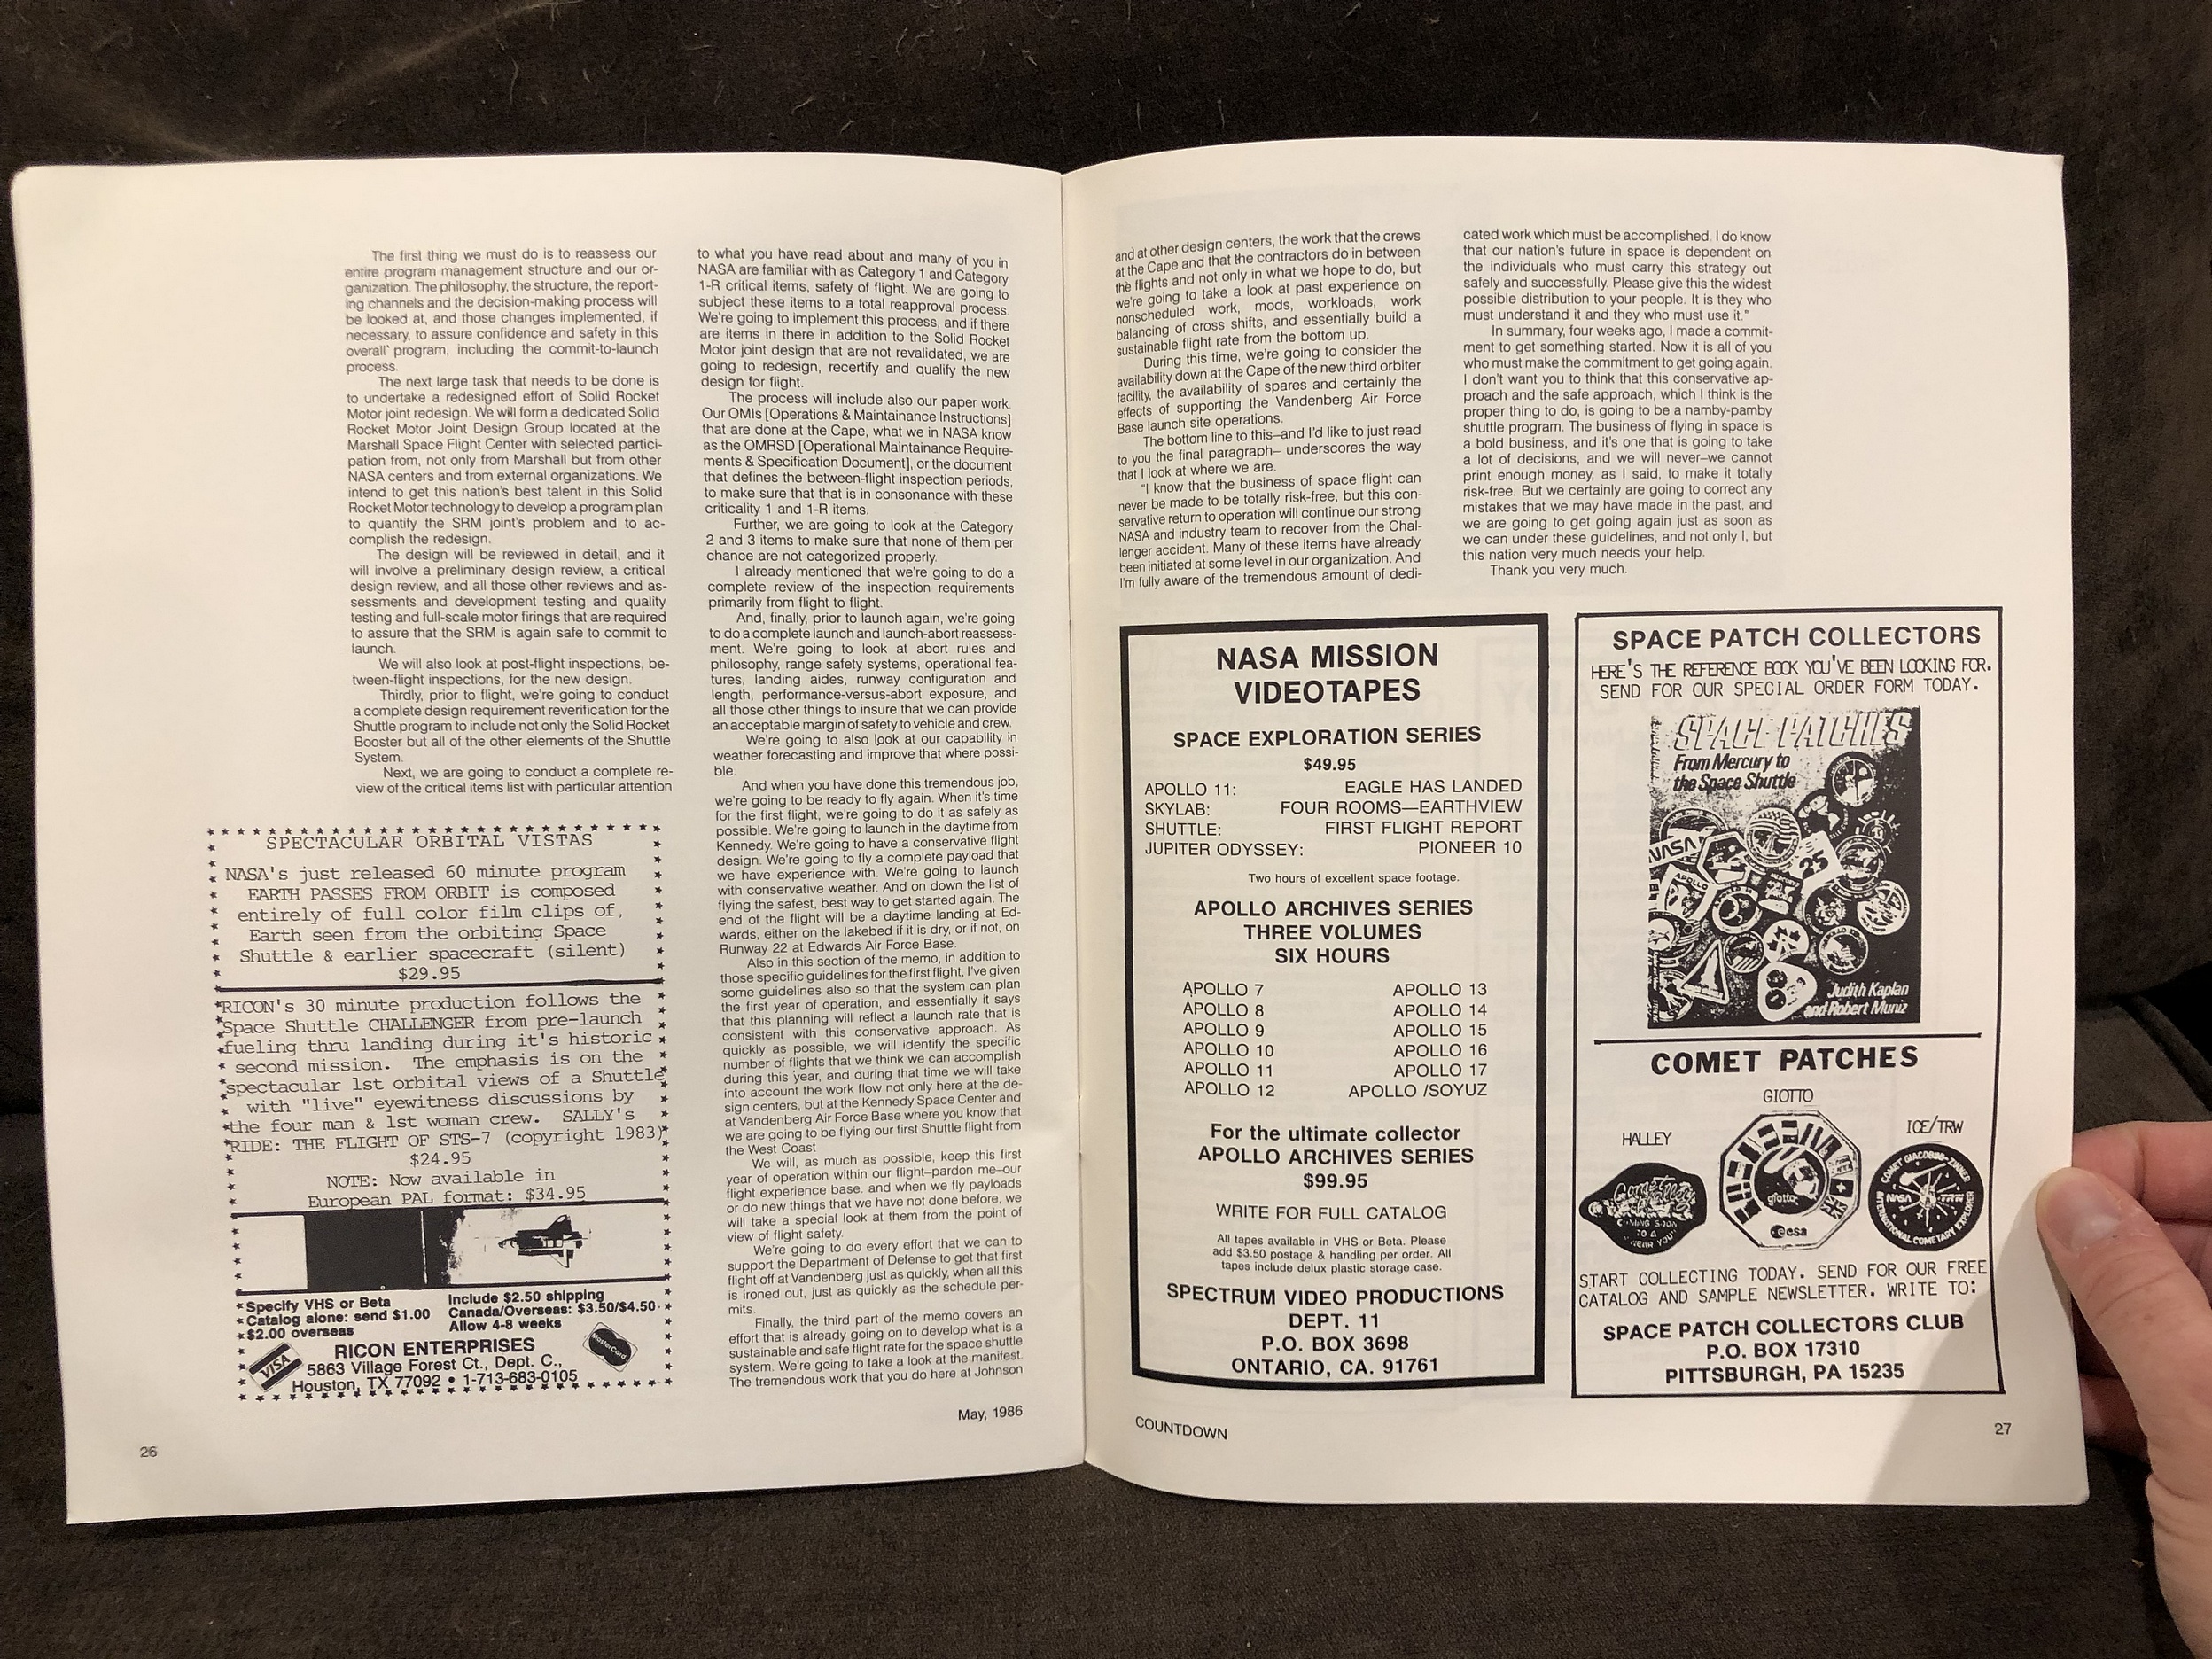 The first thing we must do is to reassess our
entire program management structure and our or-
ganization. The philosophy, the structure, the report-
ing channels and the decision-making process will
be looked at, and those changes implemented, if
necessary, to assure confidence and safety in this
overall program, including the commit-to-launch
process.
The next large task that needs to be done is
to undertake a redesigned effort of Solid Rocket
Motor joint redesign. We will form a dedicated Solid
Rocket Motor Joint Design Group located at the
Marshall Space Flight Center with selected partici-
pation from, not only from Marshall but from other
NASA centers and from external organizations. We
intend to get this nation's best talent in this Solid
Rocket Motor technology to develop a program plan
to quantify the SRM joint's problem and to ac-
complish the redesign.
The design will be reviewed in detail, and it
will involve a preliminary design review, a critical
design review, and all those other reviews and as-
sessments and development testing and quality
testing and full-scale motor firings that are required
to assure that the SRM is again safe to commit to
launch.
We will also look at post-flight inspections, be-
tween-flight inspections, for the new design.
Thirdly, prior to flight, we're going to conduct
a complete design requirement reverification for the
Shuttle program to include not only the Solid Rocket
Booster but all of the other elements of the Shuttle
System.
Next, we are going to conduct a complete re-
view of the critical items list with particular attention
SPECTACULAR ORBITAL VISTAS
NASA's just released 60 minute program
EARTH PASSES FROM ORBIT is composed
entirely of full color film clips of,
Earth seen from the orbiting Space
Shuttle & earlier spacecraft (silent)
$29.95
RICON's 30 minute production follows the
Space Shuttle CHALLENGER from pre-launch
fueling thru landing during it's historic
second mission. The emphasis is on the
spectacular 1st orbital views of a Shuttle
with "live" eyewitness discussions by
the four man & 1st woman crew. SALLY's
RIDE: THE FLIGHT OF STS-7 (copyright 1983)
$24.95
NOTE: Now available in
European PAL format: $34.95
Specify VHS or Beta
Catalog alone: send $1.00
$2.00 overseas
Include $2.50 shipping
Canada/Overseas: $3.50/$4.50
Allow 4-8 weeks
RICON ENTERPRISES
5863 Village Forest Ct., Dept. C.,
Houston, TX 77092 • 1-713-683-0105
VISA
MasterCard
26
to what you have read about and many of you in
NASA are familiar with as Category 1 and Category
1-R critical items, safety of flight. We are going to
subject these items to a total reapproval process.
We're going to implement this process, and if there
are items in there in addition to the Solid Rocket
Motor joint design that are not revalidated, we are
going to redesign, recertify and qualify the new
design for flight.
The process will include also our paper work.
Our OMIs [Operations & Maintainance Instructions]
that are done at the Cape, what we in NASA know
as the OMRSD [Operational Maintainance Require-
ments & Specification Document], or the document
that defines the between-flight inspection periods,
to make sure that that is in consonance with these
criticality 1 and 1-R items.
Further, we are going to look at the Category
2 and 3 items to make sure that none of them per
chance are not categorized properly.
I already mentioned that we're going to do a
complete review of the inspection requirements
primarily from flight to flight.
And, finally, prior to launch again, we're going
to do a complete launch and launch-abort reassess-
ment. We're going to look at abort rules and
philosophy, range safety systems, operational fea-
tures, landing aides, runway configuration and
length, performance-versus-abort exposure, and
all those other things to insure that we can provide
an acceptable margin of safety to vehicle and crew.
We're going to also look at our capability in
weather forecasting and improve that where possi-
ble.
And when you have done this tremendous job,
we're going to be ready to fly again. When it's time
for the first flight, we're going to do it as safely as
possible. We're going to launch in the daytime from
Kennedy. We're going to have a conservative flight
design. We're going to fly a complete payload that
we have experience with. We're going to launch
with conservative weather. And on down the list of
flying the safest, best way to get started again. The
end of the flight will be a daytime landing at Ed-
wards, either on the lakebed if it is dry, or if not, on
Runway 22 at Edwards Air Force Base.
Also in this section of the memo, in addition to
those specific guidelines for the first flight, I've given
some guidelines also so that the system can plan
the first year of operation, and essentially it says
that this planning will reflect a launch rate that is
consistent with this conservative approach. As
quickly as possible, we will identify the specific
number of flights that we think we can accomplish
during this year, and during that time we will take
into account the work flow not only here at the de-
sign centers, but at the Kennedy Space Center and
at Vandenberg Air Force Base where you know that
we are going to be flying our first Shuttle flight from
the West Coast
We will, as much as possible, keep this first
year of operation within our flight–pardon me–our
flight experience base. and when we fly payloads
or do new things that we have not done before, we
will take a special look at them from the point of
view of flight safety.
We're going to do every effort that we can to
support the Department of Defense to get that first
flight off at Vandenberg just as quickly, when all this
is ironed out, just as quickly as the schedule per-
mits.
Finally, the third part of the memo covers an
effort that is already going on to develop what is a
sustainable and safe flight rate for the space shuttle
system. We're going to take a look at the manifest.
The tremendous work that you do here at Johnson
May, 1986
and at other design centers, the work that the crews
at the Cape and that the contractors do in between
the flights and not only in what we hope to do, but
we're going to take a look at past experience on
nonscheduled work, mods, workloads, work
balancing of cross shifts, and essentially build a
sustainable flight rate from the bottom up.
During this time, we're going to consider the
availability down at the Cape of the new third orbiter
facility, the availability of spares and certainly the
effects of supporting the Vandenberg Air Force
Base launch site operations.
The bottom line to this–and I'd like to just read
to you the final paragraph– underscores the way
that I look at where we are.
"I know that the business of space flight can
never be made to be totally risk-free, but this con-
servative return to operation will continue our strong
NASA and industry team to recover from the Chal-
lenger accident. Many of these items have already
been initiated at some level in our organization. And
I'm fully aware of the tremendous amount of dedi-
cated work which must be accomplished. I do know
that our nation's future in space is dependent on
the individuals who must carry this strategy out
safely and successfully. Please give this the widest
possible distribution to your people. It is they who
must understand it and they who must use it."
In summary, four weeks ago, I made a commit-
ment to get something started. Now it is all of you
who must make the commitment to get going again.
I don't want you to think that this conservative ap-
proach and the safe approach, which I think is the
proper thing to do, is going to be a namby-pamby
shuttle program. The business of flying in space is
a bold business, and it's one that is going to take
a lot of decisions, and we will never–we cannot
print enough money, as I said, to make it totally
risk-free. But we certainly are going to correct any
mistakes that we may have made in the past, and
we are going to get going again just as soon as
we can under these guidelines, and not only I, but
this nation very much needs your help.
Thank you very much.
NASA MISSION
VIDEOTAPES
SPACE EXPLORATION SERIES
$49.95
APOLLO 11: EAGLE HAS LANDED
SKYLAB: FOUR ROOMS—EARTHVIEW
SHUTTLE: FIRST FLIGHT REPORT
JUPITER ODYSSEY: PIONEER 10
Two hours of excellent space footage.
APOLLO ARCHIVES SERIES
THREE VOLUMES
SIX HOURS
APOLLO 7 APOLLO 13
APOLLO 8 APOLLO 14
APOLLO 9 APOLLO 15
APOLLO 10 APOLLO 16
APOLLO 11 APOLLO 17
APOLLO 12 APOLLO /SOYUZ
For the ultimate collector
APOLLO ARCHIVES SERIES
$99.95
WRITE FOR FULL CATALOG
All tapes available in VHS or Beta. Please
add $3.50 postage & handling per order. All
tapes include delux plastic storage case.
SPECTRUM VIDEO PRODUCTIONS
DEPT. 11
P.O. BOX 3698
ONTARIO, CA. 91761
SPACE PATCH COLLECTORS
HERE'S THE REFERENCE BOOK YOU'VE BEEN LOOKING FOR.
SEND FOR OUR SPECIAL ORDER FORM TODAY.
SPACE PATCHES
From Mercury to
the Space Shuttle
NASA
APOLLO
25
Judith Kaplan
and Robert Muniz
COMET PATCHES
GIOTTO
HALLEY
ICE/TRW
Comet Halley
COMING SOON
TO A
NEAR YOU
giotto
esa
COMET GIACOBINI-ZINNER
NASA TRW
INTERNATIONAL COMETARY EXPLORER
START COLLECTING TODAY. SEND FOR OUR FREE
CATALOG AND SAMPLE NEWSLETTER. WRITE TO:
SPACE PATCH COLLECTORS CLUB
P.O. BOX 17310
PITTSBURGH, PA 15235
COUNTDOWN
27